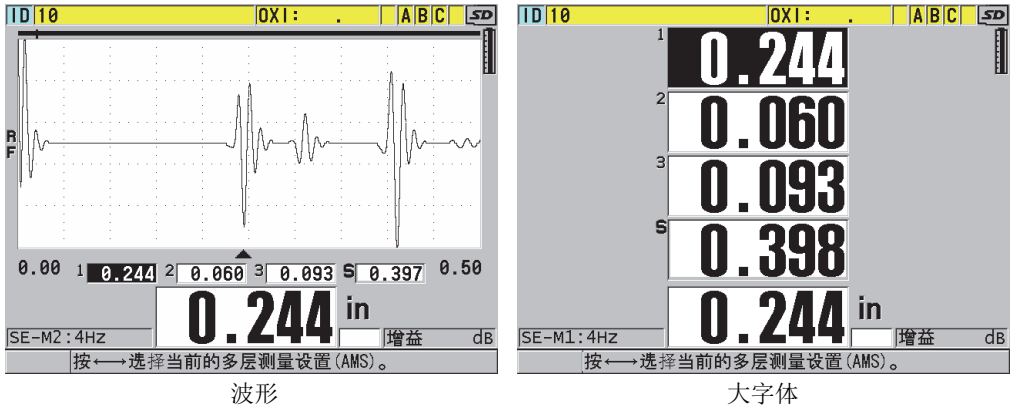 ID 10 OXI: . A B C SD
R
F
0.00 1 0.244 2 0.060 3 0.093 S 0.397 0.50
0.244 in
SE-M2:4Hz 增益 dB
按←→选择当前的多层测量设置(AMS)。
波形
ID 10 OXI: . A B C SD
1 0.244
2 0.060
3 0.093
S 0.398
0.244 in
SE-M1:4Hz 增益 dB
按←→选择当前的多层测量设置(AMS)。
大字体